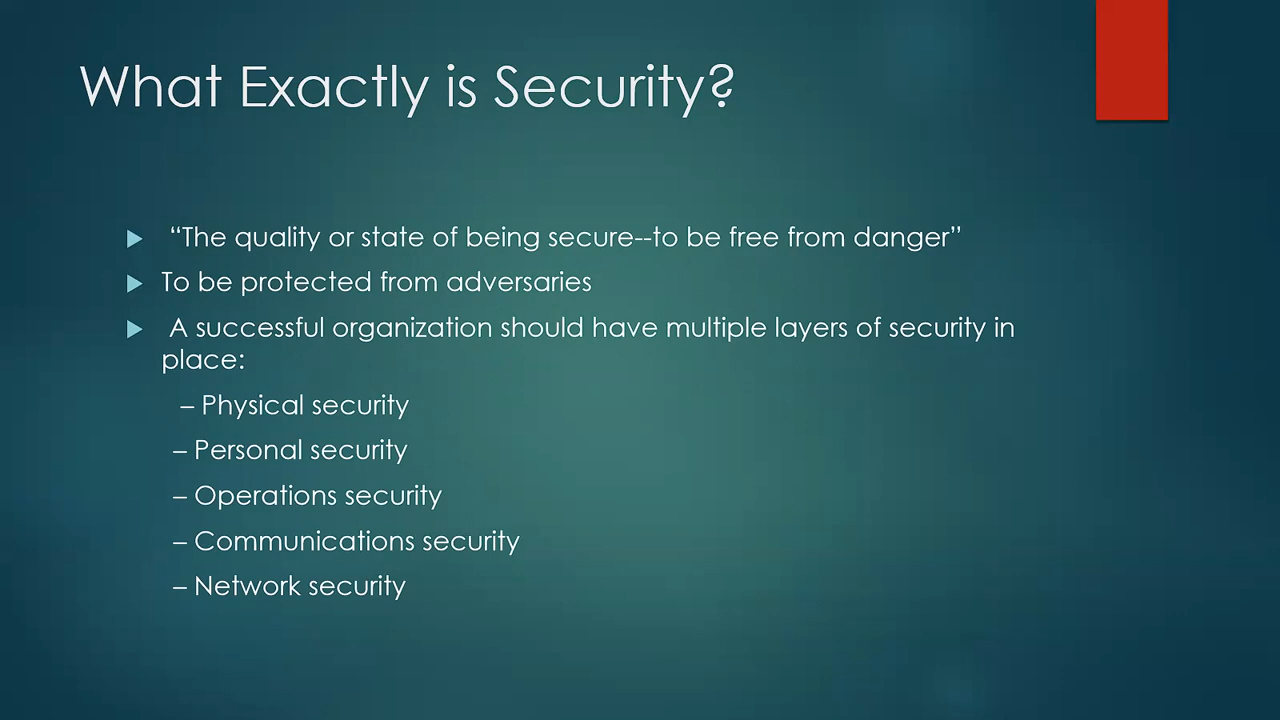 What Exactly is Security?
“The quality or state of being secure--to be free from danger”
To be protected from adversaries
A successful organization should have multiple layers of security in
place:
– Physical security
– Personal security
– Operations security
– Communications security
– Network security